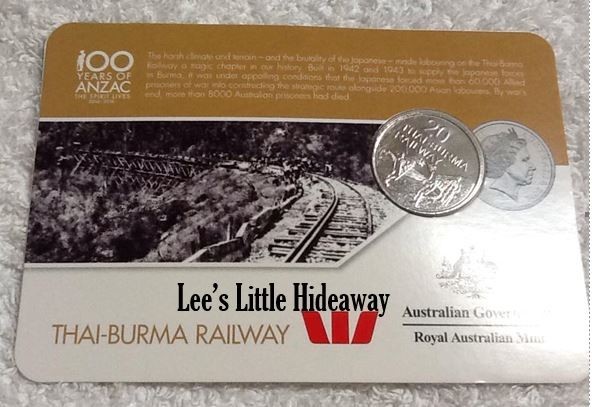 100
YEARS OF
ANZAC
THE SPIRIT LIVES
2014 - 2018
The harsh climate and terrain – and the brutality of the Japanese – made labouring on the Thai-Burma
Railway a tragic chapter in our history. Built in 1942 and 1943 to supply the Japanese forces
in Burma, it was under appalling conditions that the Japanese forced more than 60,000 Allied
prisoners of war into constructing the strategic route alongside 200,000 Asian labourers. By war's
end, more than 8000 Australian prisoners had died.
20
THAI-BURMA
RAILWAY
Lee's Little Hideaway
THAI-BURMA RAILWAY
Australian Gover
Royal Australian Mint